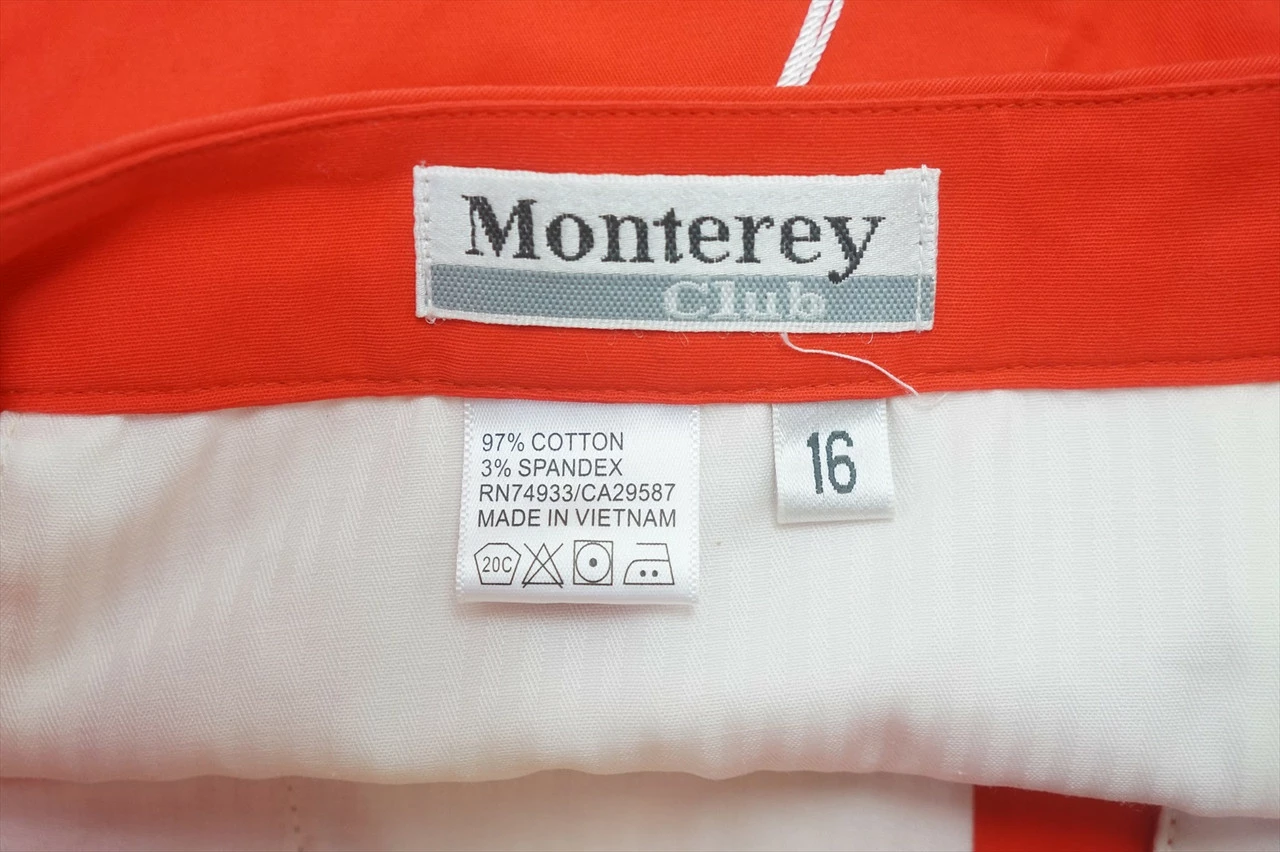 Monterey
Club
97% COTTON
3% SPANDEX
RN74933/CA29587
MADE IN VIETNAM
20C
16